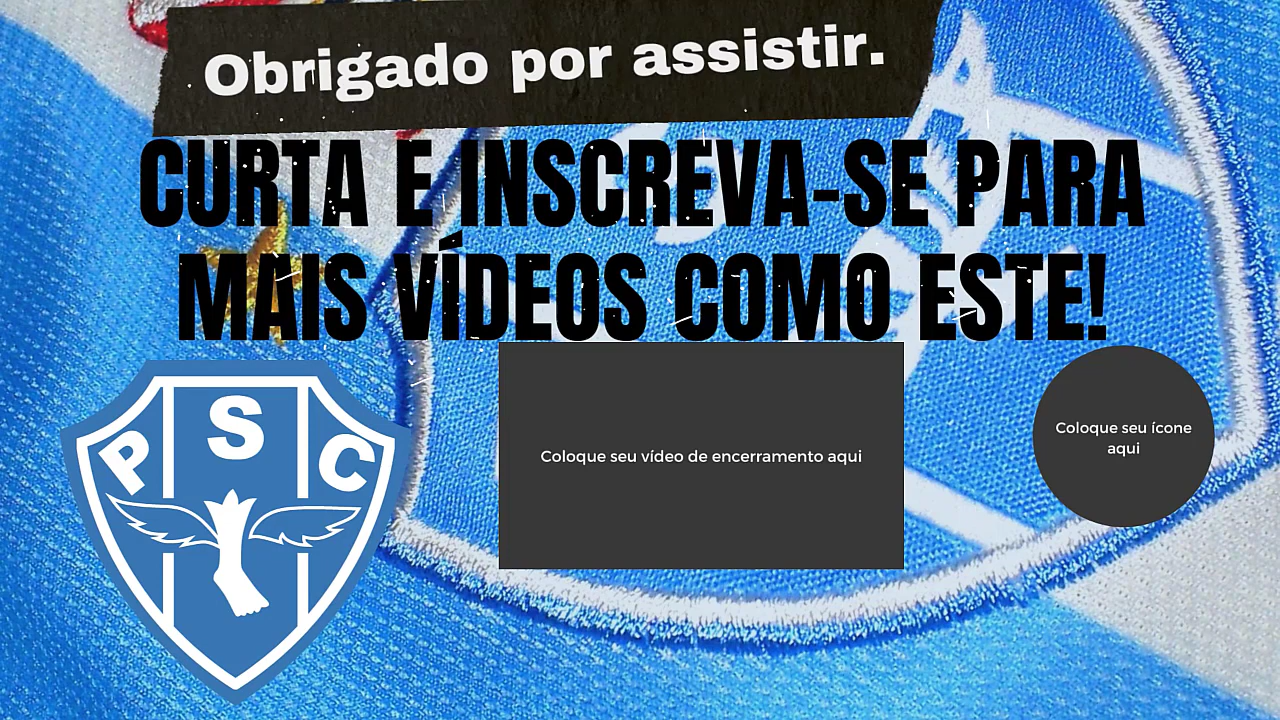 Obrigado por assistir.
CURTA E INSCREVA-SE PARA
MAIS VÍDEOS COMO ESTE!
P S C
Coloque seu vídeo de encerramento aqui
Coloque seu ícone
aqui